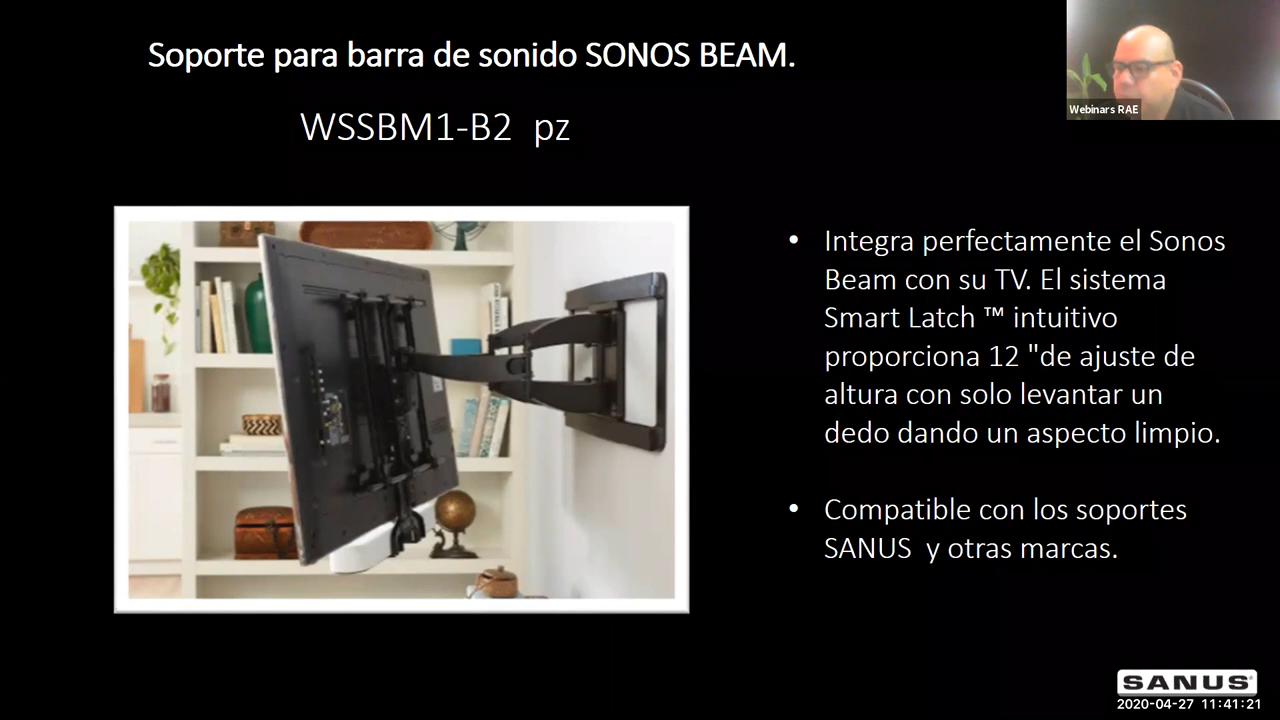 Soporte para barra de sonido SONOS BEAM.
WSSBM1-B2 pz
Webinars RAE
• Integra perfectamente el Sonos
Beam con su TV. El sistema
Smart Latch ™ intuitivo
proporciona 12 "de ajuste de
altura con solo levantar un
dedo dando un aspecto limpio.
• Compatible con los soportes
SANUS y otras marcas.
SANUS
2020-04-27 11:41:21